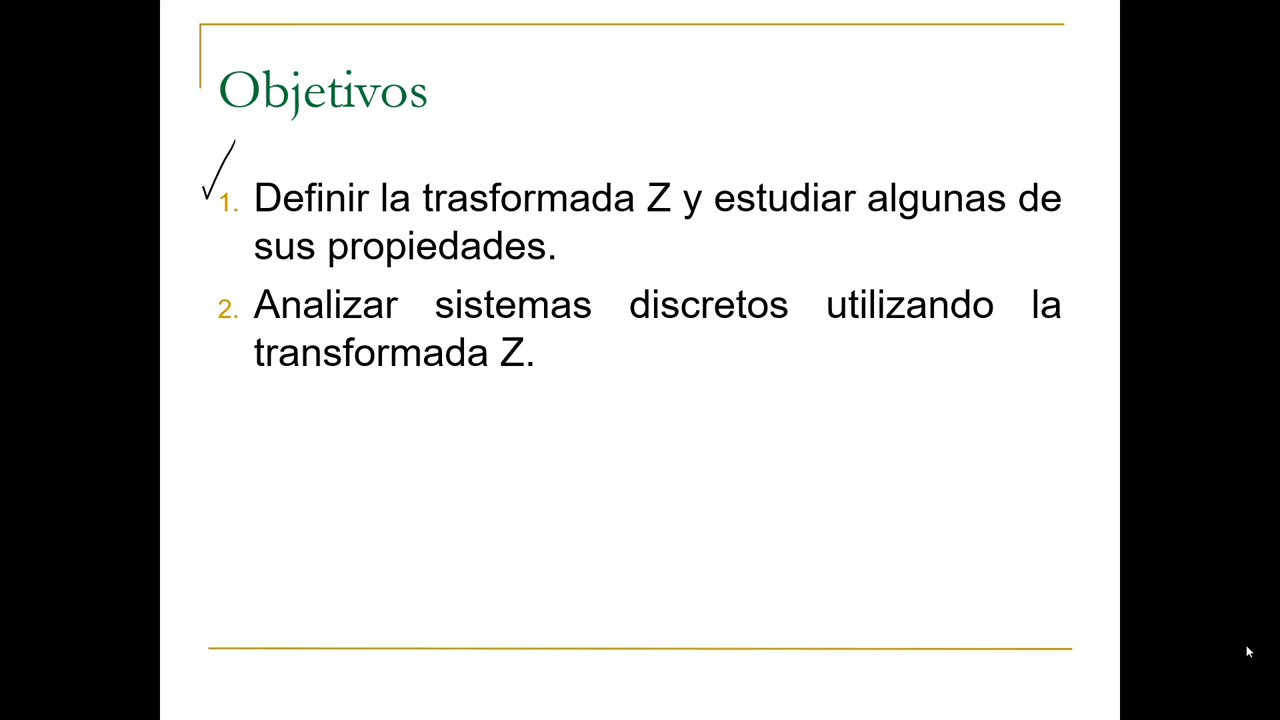 Objetivos
1. Definir la trasformada Z y estudiar algunas de
sus propiedades.
2. Analizar sistemas discretos utilizando la
transformada Z.